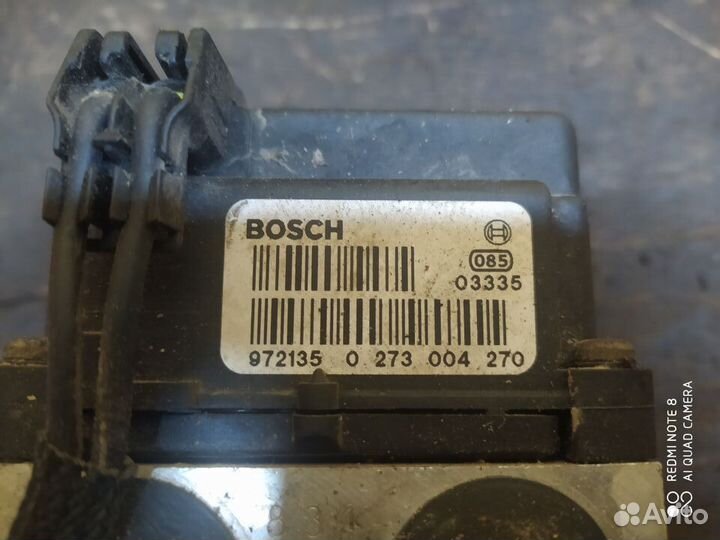 BOSCH
085
03335
972135 0 273 004 270
REDMI NOTE 8
AI QUAD CAMERA
Avito